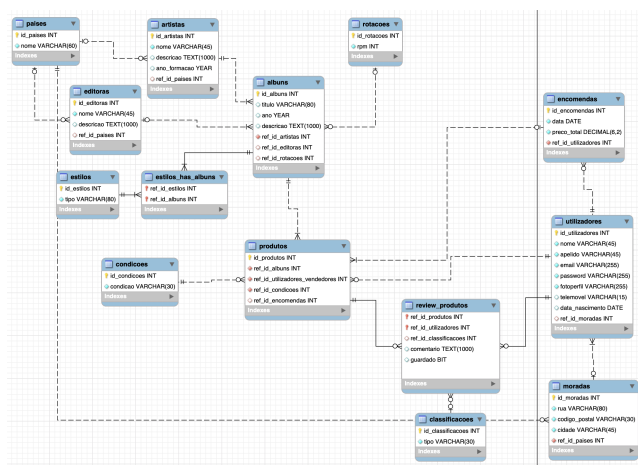 paises
id_paises INT
nome VARCHAR(60)
Indexes
artistas
id_artistas INT
nome VARCHAR(45)
descricao TEXT(1000)
ano_formacao YEAR
ref_id_paises INT
Indexes
rotacoes
id_rotacoes INT
rpm INT
Indexes
editoras
id_editoras INT
nome VARCHAR(45)
descricao TEXT(1000)
ref_id_paises INT
Indexes
albuns
id_albuns INT
titulo VARCHAR(80)
ano YEAR
descricao TEXT(1000)
ref_id_artistas INT
ref_id_editoras INT
ref_id_rotacoes INT
Indexes
encomendas
id_encomendas INT
data DATE
preco_total DECIMAL(6,2)
ref_id_utilizadores INT
Indexes
estilos
id_estilos INT
tipo VARCHAR(80)
Indexes
estilos_has_albuns
ref_id_estilos INT
ref_id_albuns INT
Indexes
utilizadores
id_utilizadores INT
nome VARCHAR(45)
apelido VARCHAR(45)
email VARCHAR(255)
password VARCHAR(255)
fotoperfil VARCHAR(255)
telemovel VARCHAR(15)
data_nascimento DATE
ref_id_moradas INT
Indexes
condicoes
id_condicoes INT
condicao VARCHAR(30)
Indexes
produtos
id_produtos INT
ref_id_albuns INT
ref_id_utilizadores_vendedores INT
ref_id_condicoes INT
ref_id_encomendas INT
Indexes
review_produtos
ref_id_produtos INT
ref_id_utilizadores INT
ref_id_classificacoes INT
comentario TEXT(1000)
guardado BIT
Indexes
classificacoes
id_classificacoes INT
tipo VARCHAR(30)
Indexes
moradas
id_moradas INT
rua VARCHAR(80)
codigo_postal VARCHAR(30)
cidade VARCHAR(45)
ref_id_paises INT
Indexes